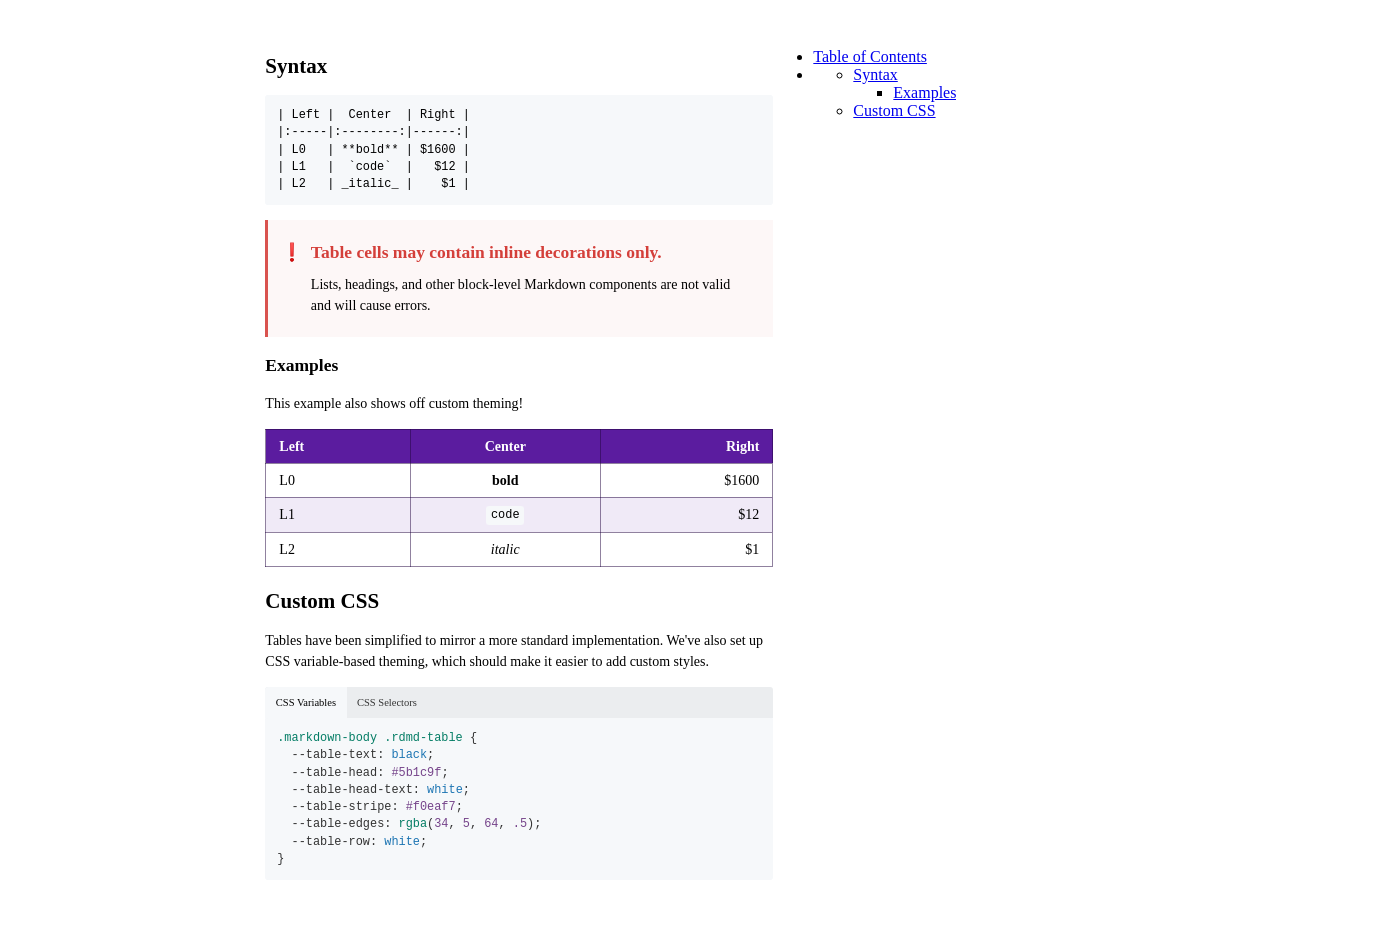 Syntax
| Left |  Center  | Right |
|:-----|:--------:|------:|
| L0   | **bold** | $1600 |
| L1   |  `code`  |   $12 |
| L2   | _italic_ |    $1 |
❗ Table cells may contain inline decorations only.
Lists, headings, and other block-level Markdown components are not valid
and will cause errors.
Examples
This example also shows off custom theming!
Left Center Right
L0 bold $1600
L1 code $12
L2 italic $1
Custom CSS
Tables have been simplified to mirror a more standard implementation. We've also set up
CSS variable-based theming, which should make it easier to add custom styles.
CSS Variables CSS Selectors
.markdown-body .rdmd-table {
  --table-text: black;
  --table-head: #5b1c9f;
  --table-head-text: white;
  --table-stripe: #f0eaf7;
  --table-edges: rgba(34, 5, 64, .5);
  --table-row: white;
}
Table of Contents
Syntax
Examples
Custom CSS